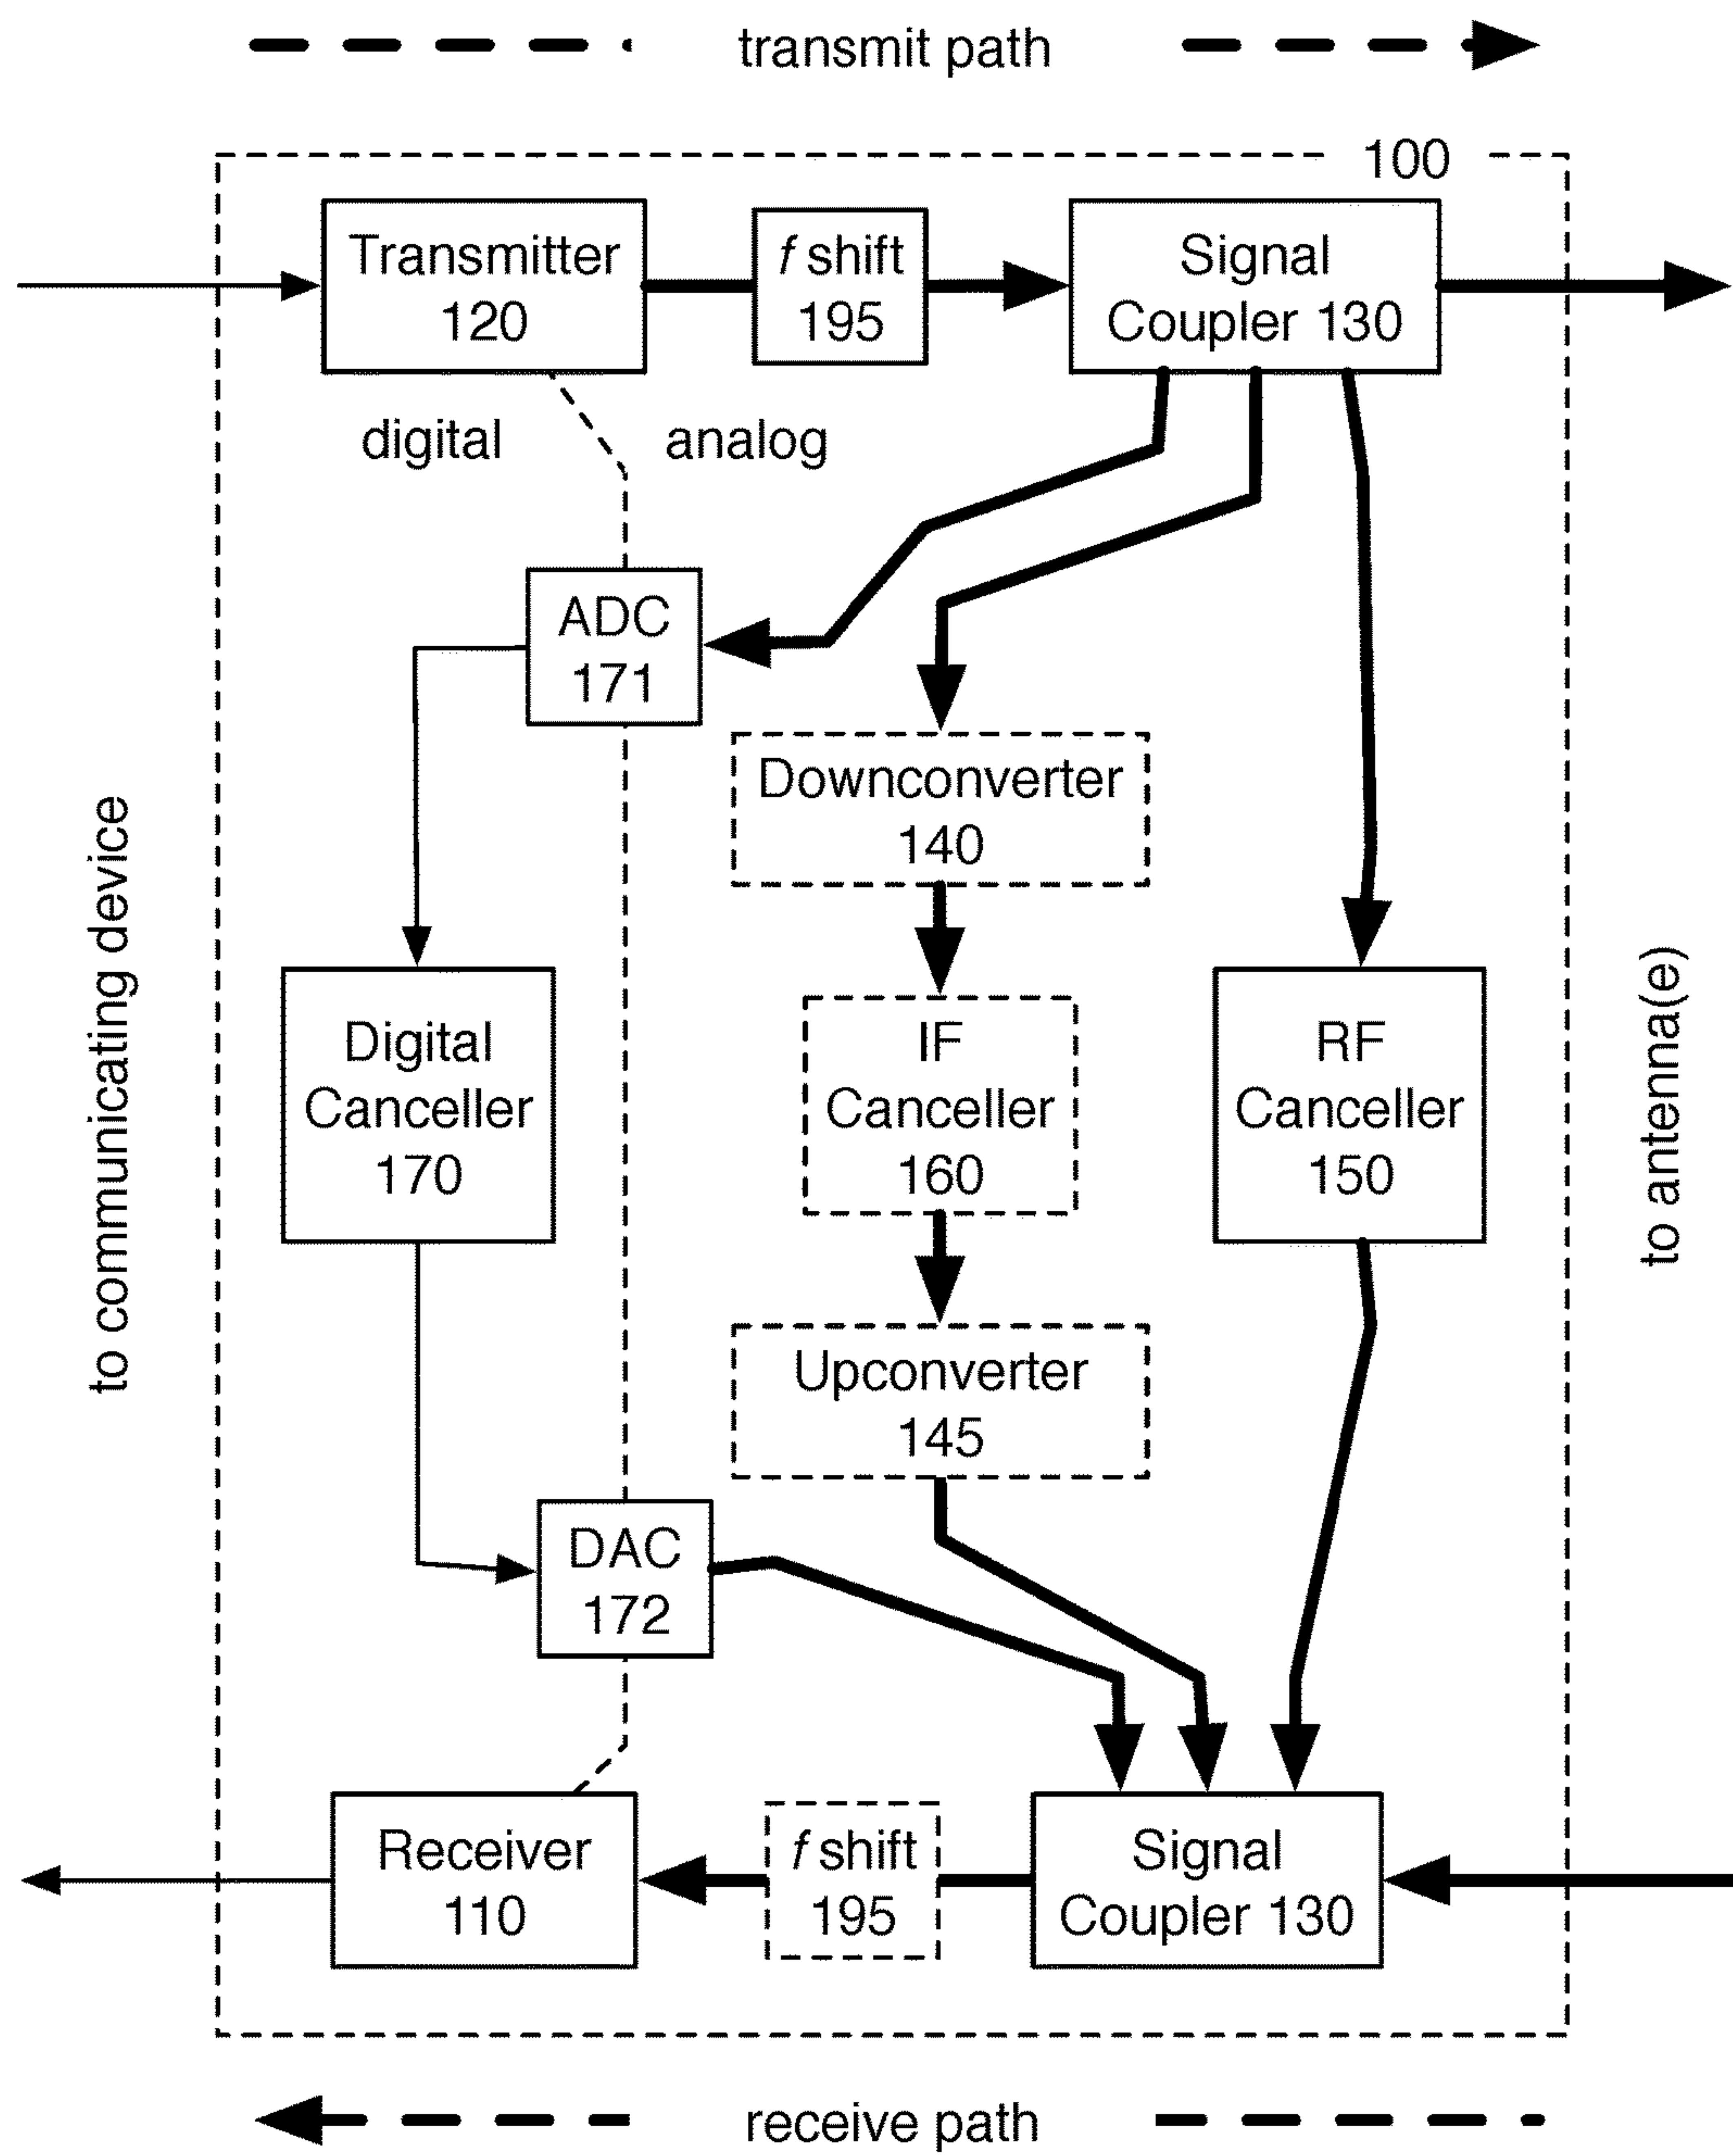 transmit path
100
Transmitter
120
f shift
195
Signal
Coupler 130
digital
analog
ADC
171
Downconverter
140
to communicating device
Digital
Canceller
170
IF
Canceller
160
RF
Canceller
150
to antenna(e)
Upconverter
145
DAC
172
Receiver
110
f shift
195
Signal
Coupler 130
receive path